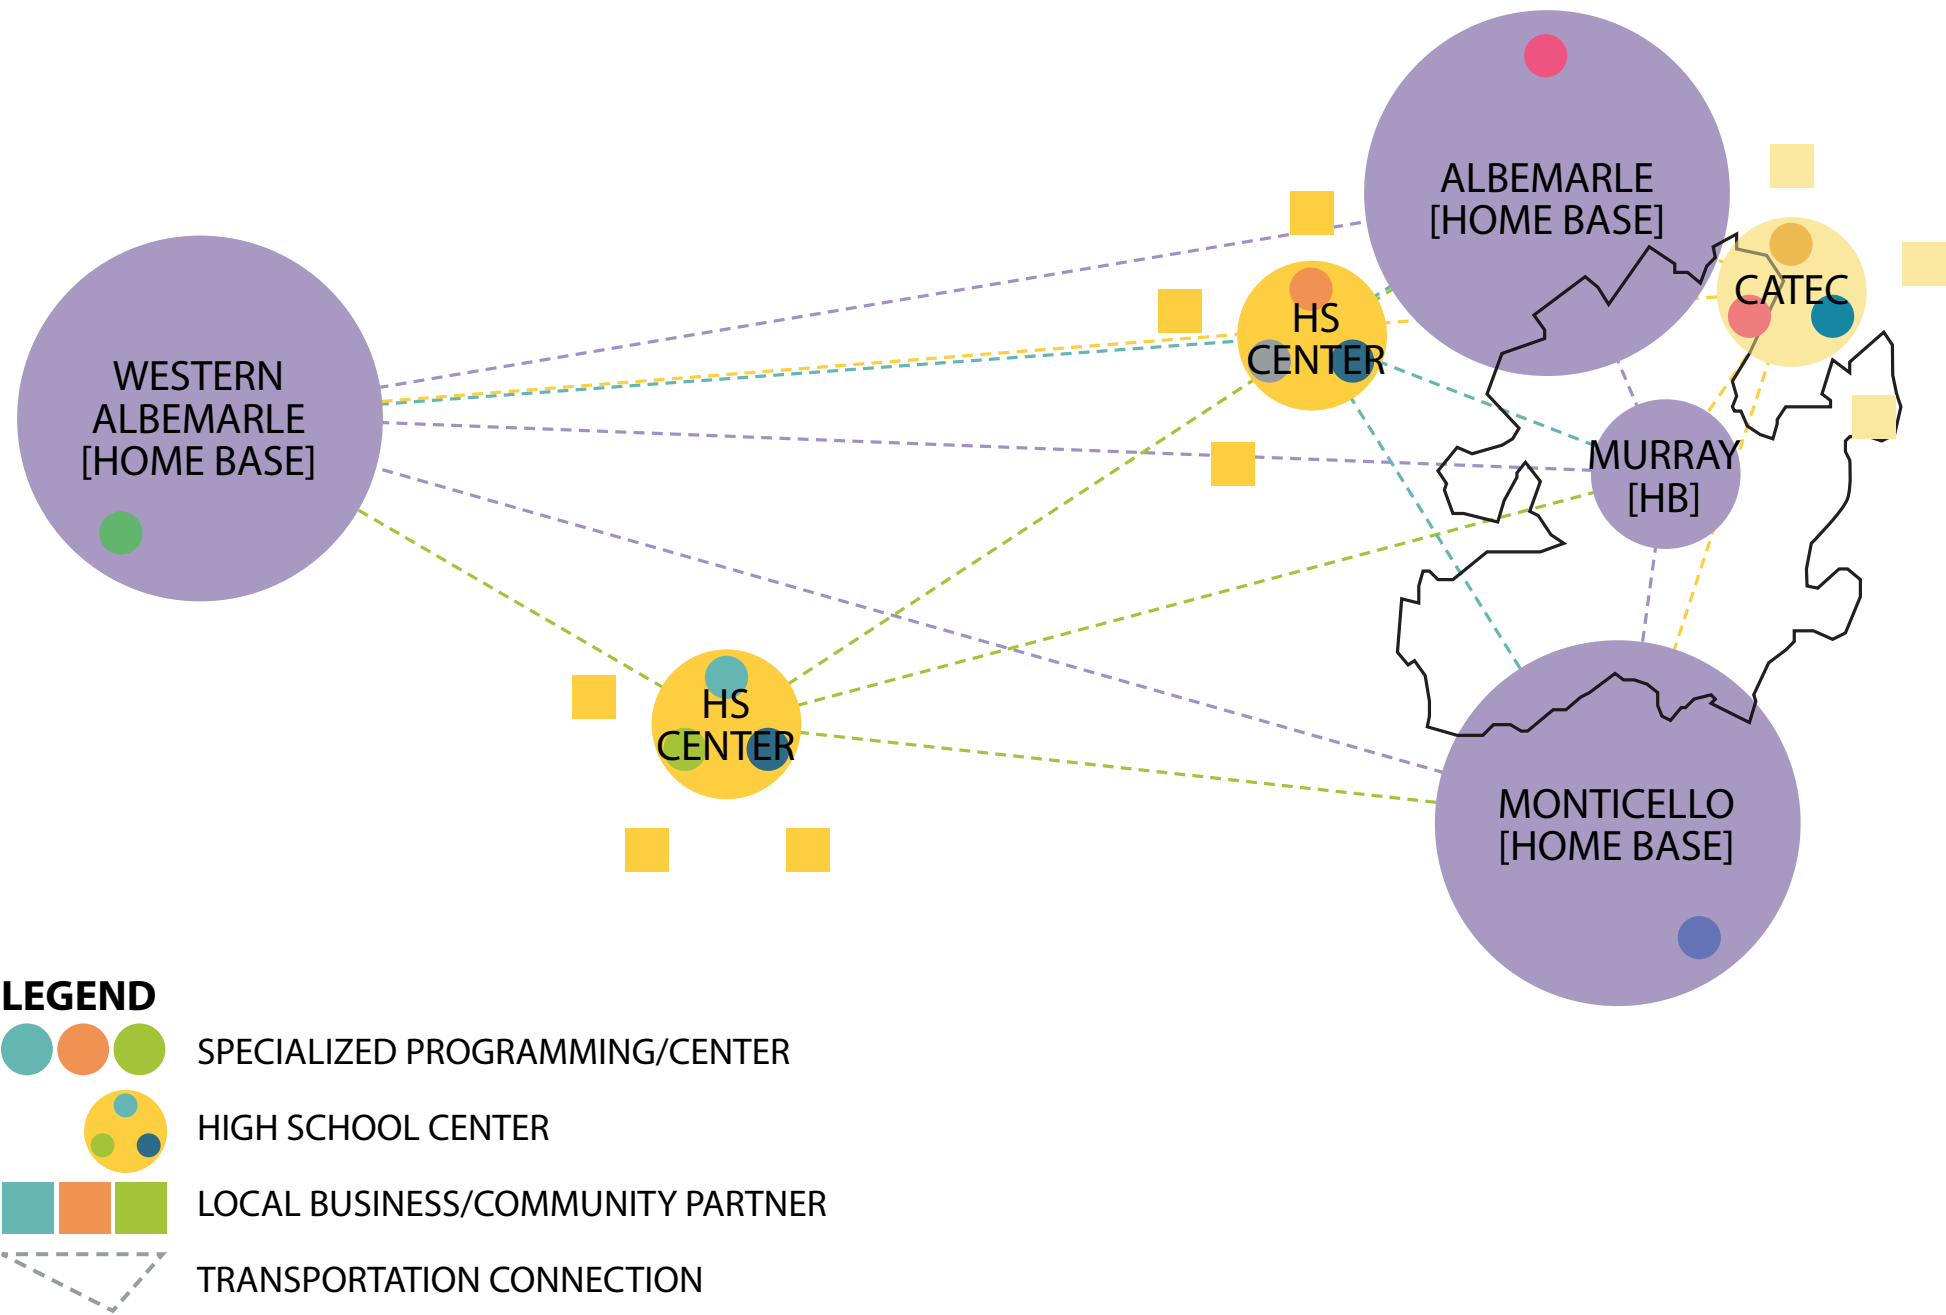 ALBEMARLE
[HOME BASE]
CATEC
HS
CENTER
WESTERN
ALBEMARLE
[HOME BASE]
MURRAY
[HB]
HS
CENTER
MONTICELLO
[HOME BASE]
LEGEND
SPECIALIZED PROGRAMMING/CENTER
HIGH SCHOOL CENTER
LOCAL BUSINESS/COMMUNITY PARTNER
TRANSPORTATION CONNECTION